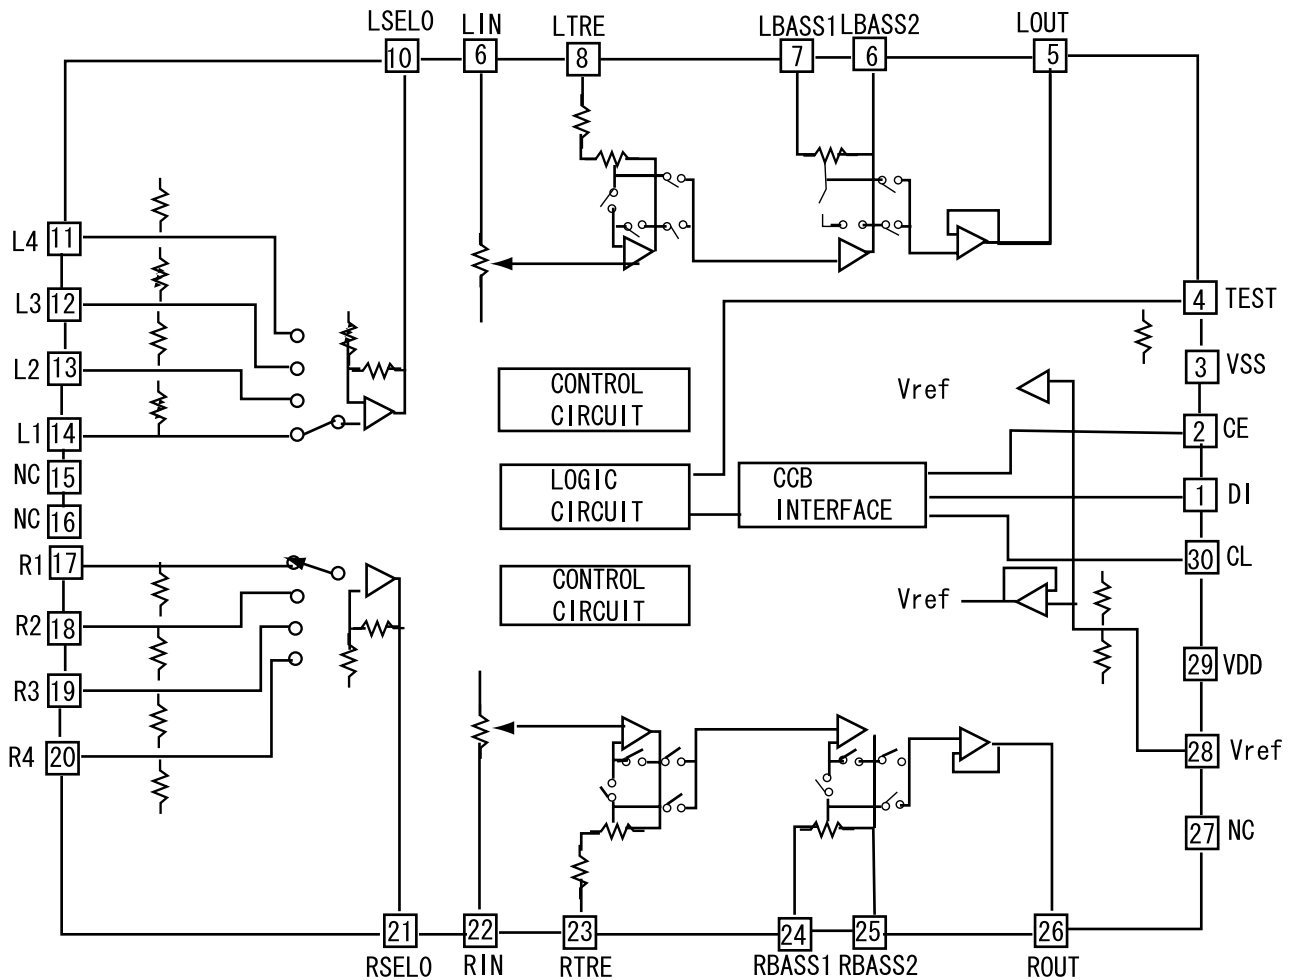 LSELO LIN LTRE LBASS1 LBASS2 LOUT
10 6 8 7 6 5
L4 11
L3 12
L2 13
L1 14
NC 15
NC 16
R1 17
R2 18
R3 19
R4 20
4 TEST
3 VSS
2 CE
1 DI
30 CL
29 VDD
28 Vref
27 NC
Vref
Vref
CONTROL
CIRCUIT
LOGIC
CIRCUIT
CCB
INTERFACE
CONTROL
CIRCUIT
21 22 23 24 25 26
RSELO RIN RTRE RBASS1 RBASS2 ROUT